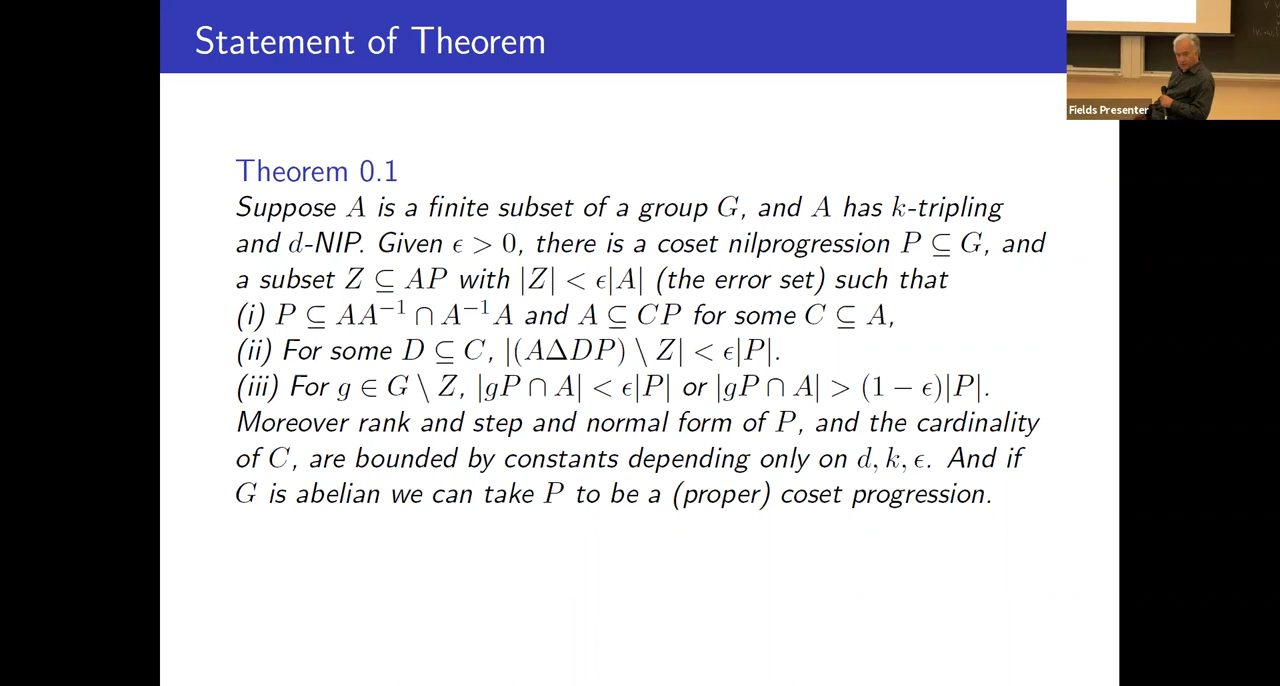 Statement of Theorem
Fields Presenter
Theorem 0.1
Suppose A is a finite subset of a group G, and A has k-tripling
and d-NIP. Given ϵ > 0, there is a coset nilprogression P ⊆ G, and
a subset Z ⊆ AP with |Z| < ϵ|A| (the error set) such that
(i) P ⊆ AA⁻¹ ∩ A⁻¹A and A ⊆ CP for some C ⊆ A,
(ii) For some D ⊆ C, |(AΔDP) \ Z| < ϵ|P|.
(iii) For g ∈ G \ Z, |gP ∩ A| < ϵ|P| or |gP ∩ A| > (1 − ϵ)|P|.
Moreover rank and step and normal form of P, and the cardinality
of C, are bounded by constants depending only on d, k, ϵ. And if
G is abelian we can take P to be a (proper) coset progression.